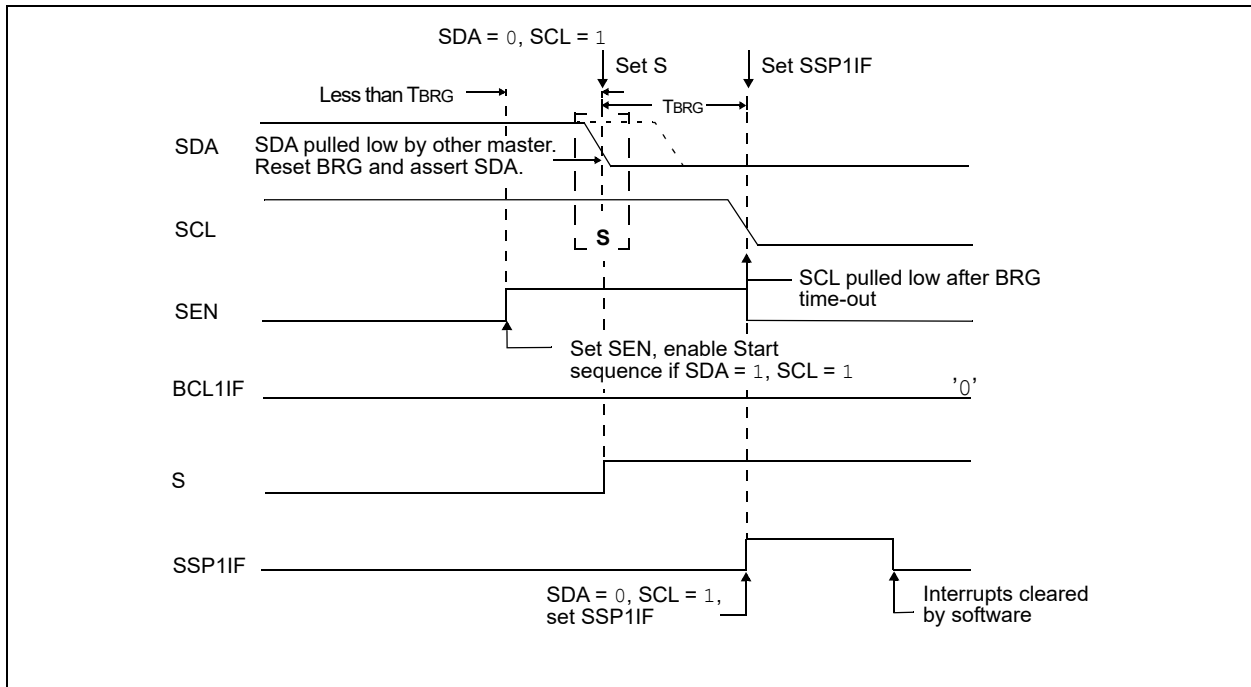 SDA = 0, SCL = 1
Set S
Set SSP1IF
Less than TBRG
TBRG
SDA
SDA pulled low by other master.
Reset BRG and assert SDA.
SCL
S
SCL pulled low after BRG
time-out
SEN
Set SEN, enable Start
sequence if SDA = 1, SCL = 1
BCL1IF
'0'
S
SSP1IF
SDA = 0, SCL = 1,
set SSP1IF
Interrupts cleared
by software